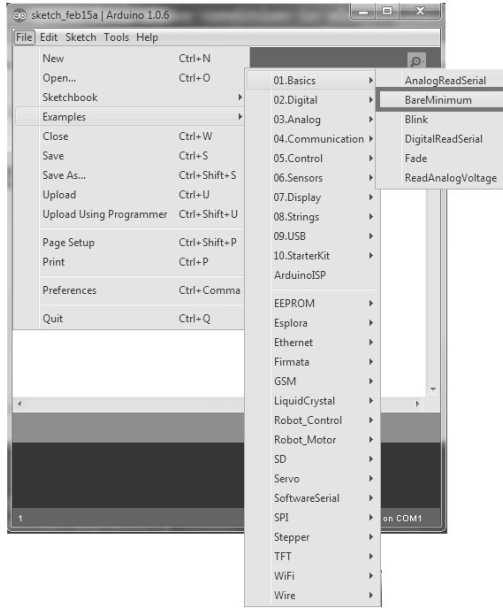 sketch_feb15a | Arduino 1.0.6
File Edit Sketch Tools Help
New Ctrl+N
Open... Ctrl+O
Sketchbook
Examples
Close Ctrl+W
Save Ctrl+S
Save As... Ctrl+Shift+S
Upload Ctrl+U
Upload Using Programmer Ctrl+Shift+U
Page Setup Ctrl+Shift+P
Print Ctrl+P
Preferences Ctrl+Comma
Quit Ctrl+Q
01.Basics
02.Digital
03.Analog
04.Communication
05.Control
06.Sensors
07.Display
08.Strings
09.USB
10.StarterKit
ArduinoISP
EEPROM
Esplora
Ethernet
Firmata
GSM
LiquidCrystal
Robot_Control
Robot_Motor
SD
Servo
SoftwareSerial
SPI
Stepper
TFT
WiFi
Wire
AnalogReadSerial
BareMinimum
Blink
DigitalReadSerial
Fade
ReadAnalogVoltage
1 on COM1